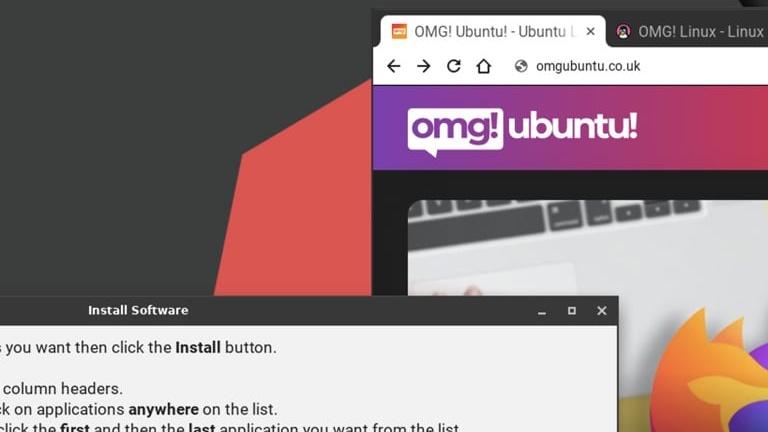 OMG! Ubuntu! - Ubuntu L
OMG! Linux - Linux
omgubuntu.co.uk
omg! ubuntu!
Install Software
s you want then click the Install button.
column headers.
ck on applications anywhere on the list.
click the first and then the last application you want from the list